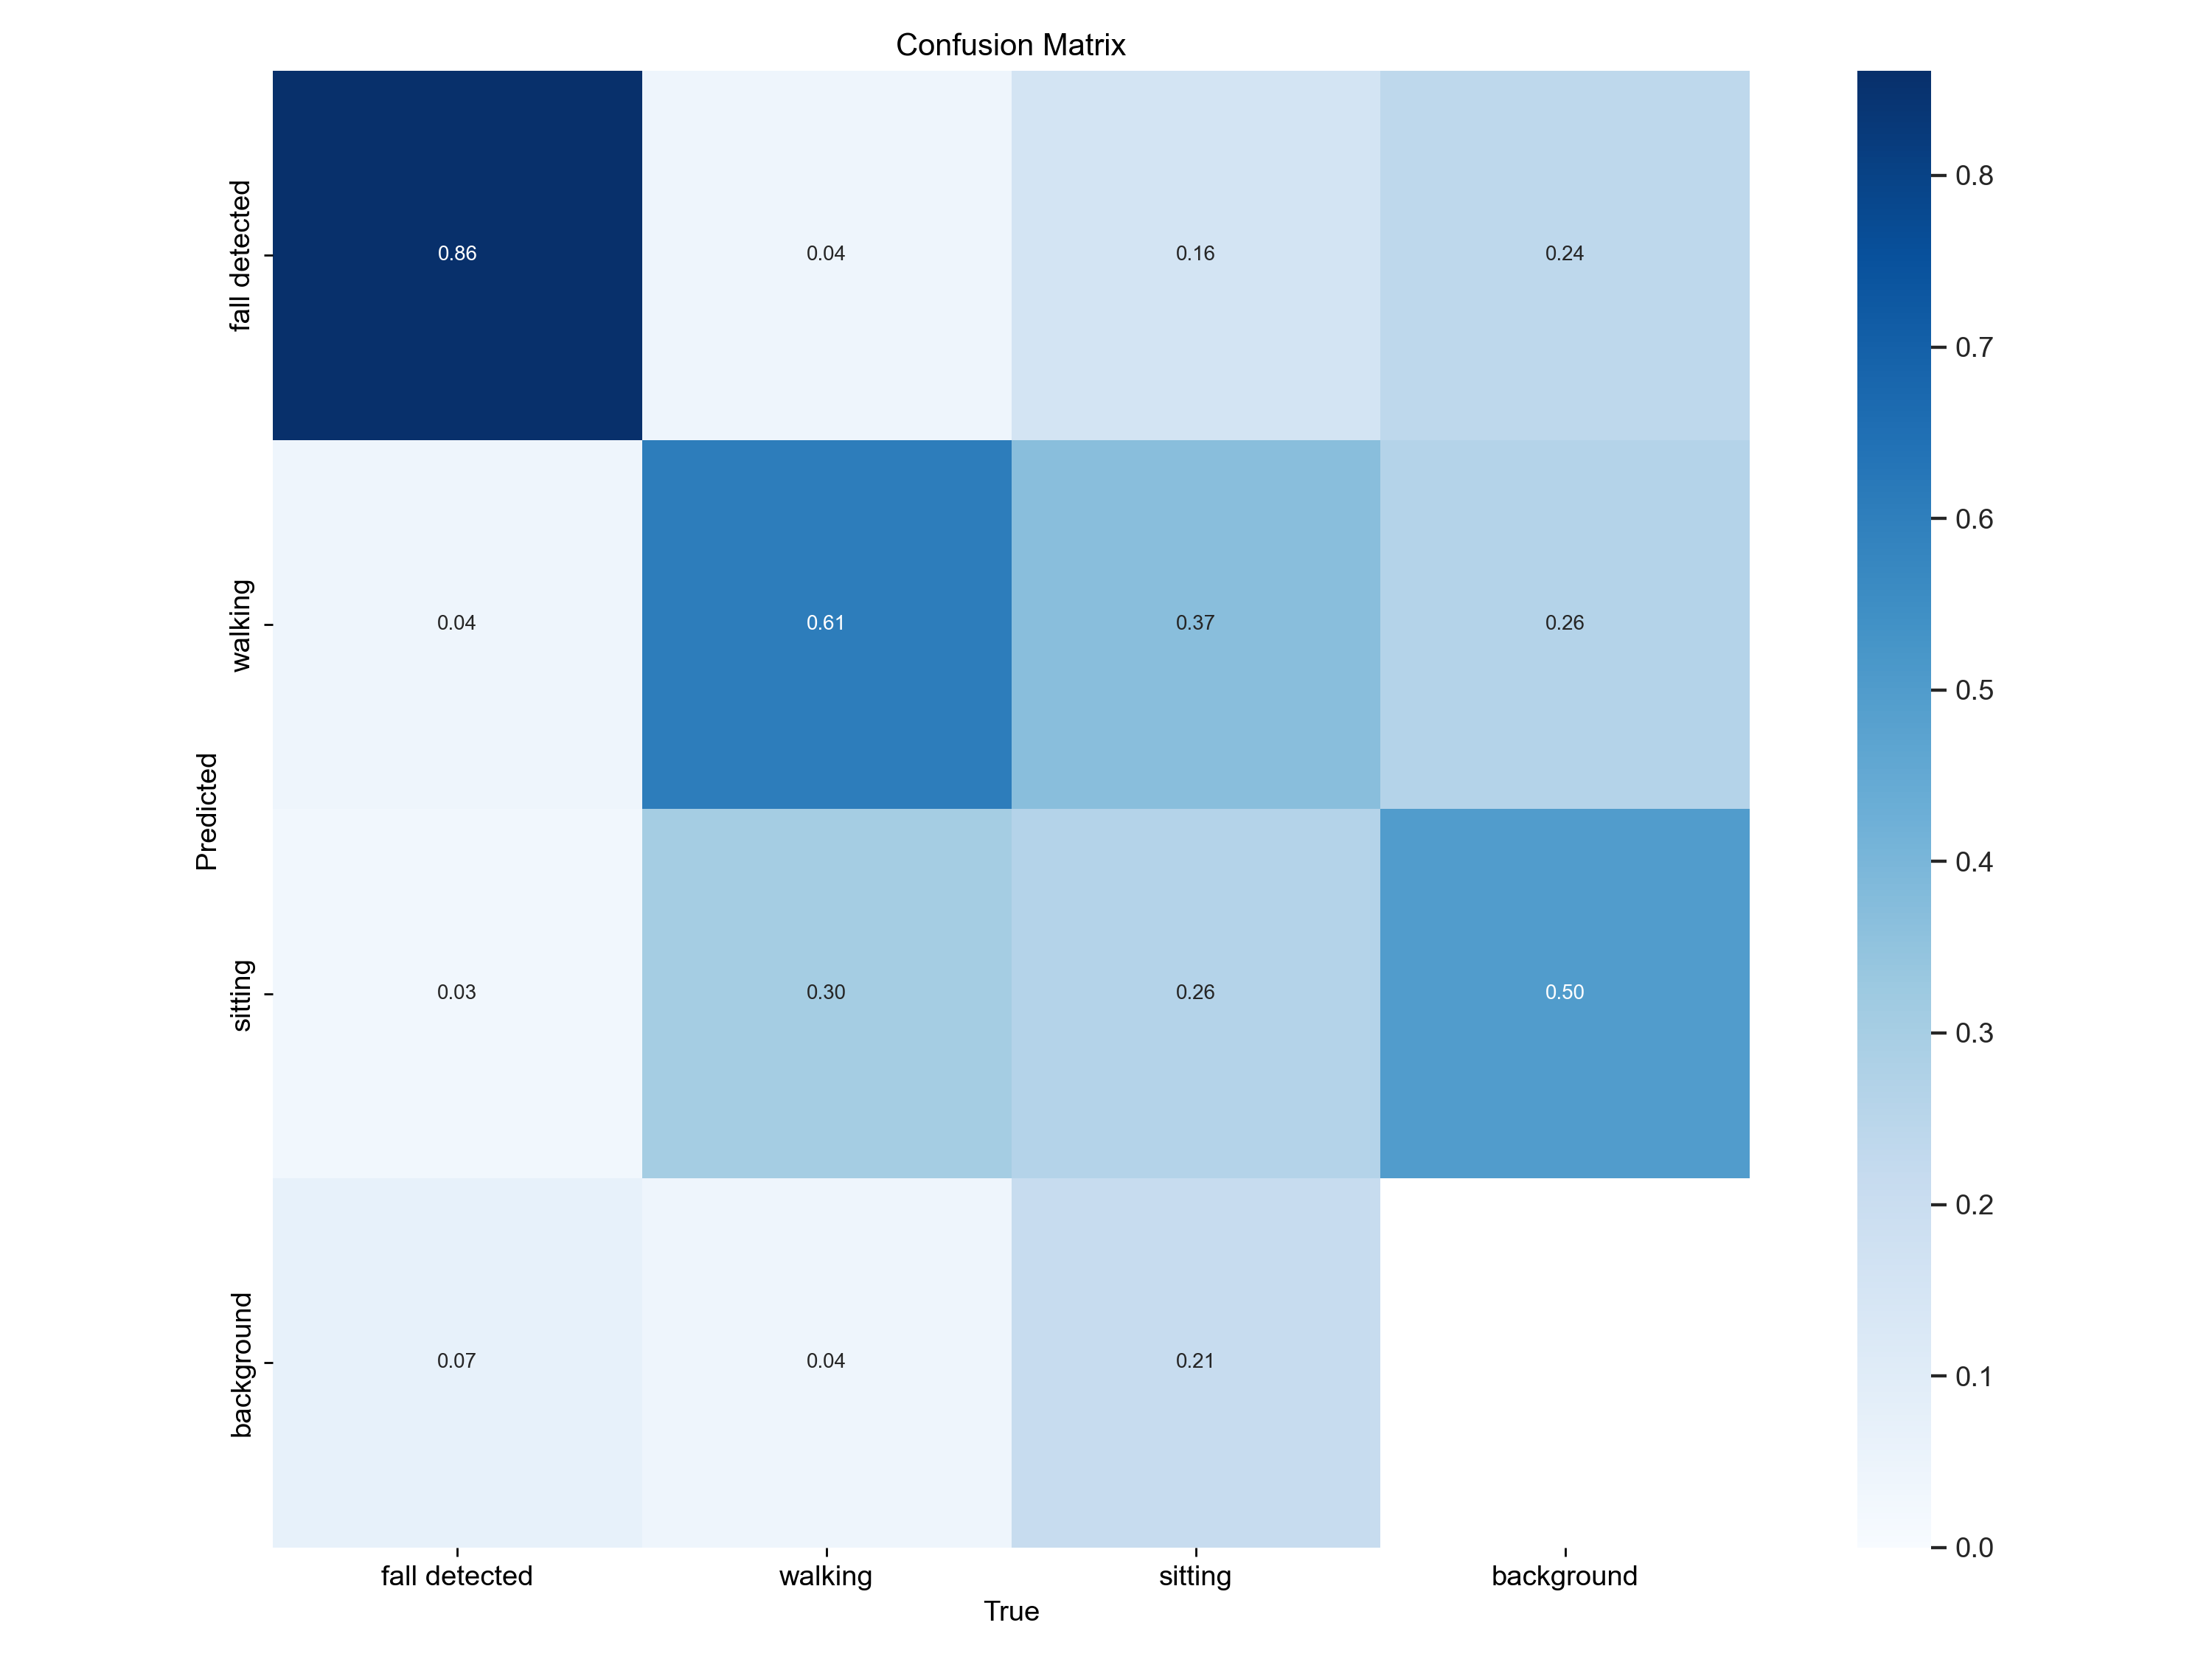 Confusion Matrix
fall detected
0.86
0.04
0.16
0.24
walking
0.04
0.61
0.37
0.26
sitting
0.03
0.30
0.26
0.50
background
0.07
0.04
0.21
Predicted
fall detected
walking
sitting
background
True
0.8
0.7
0.6
0.5
0.4
0.3
0.2
0.1
0.0